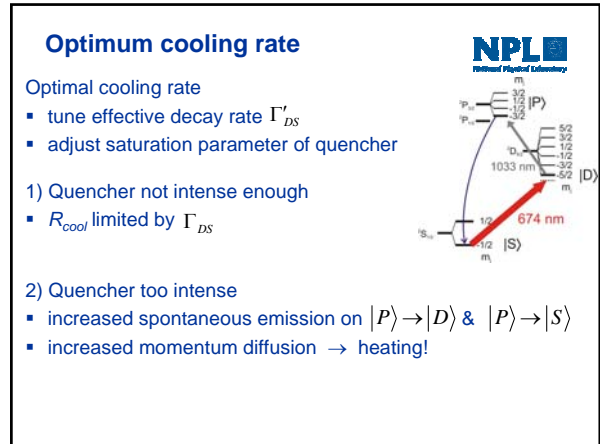 Optimum cooling rate
NPL
National Physical Laboratory
Optimal cooling rate
▪ tune effective decay rate Γ′DS
▪ adjust saturation parameter of quencher
1) Quencher not intense enough
▪ Rcool limited by ΓDS
2) Quencher too intense
▪ increased spontaneous emission on |P⟩→|D⟩ & |P⟩→|S⟩
▪ increased momentum diffusion → heating!
mj
3/2
1/2
-1/2
-3/2
|P⟩
5/2
3/2
1/2
-1/2
-3/2
-5/2
|D⟩
mj
1033 nm
674 nm
1/2
-1/2
|S⟩
mj